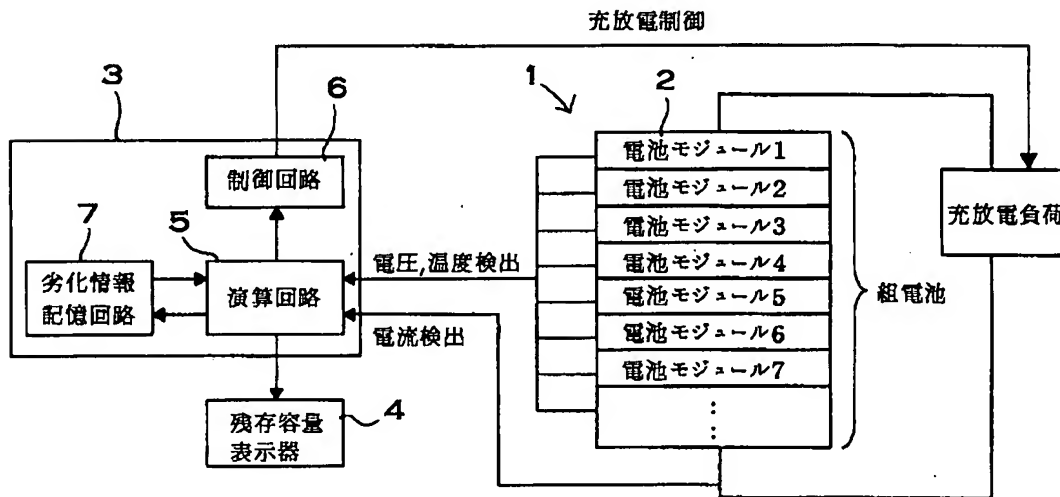 充放電制御
3
6
1
2
制御回路
7
5
劣化情報
記憶回路
演算回路
電圧,温度検出
電流検出
残存容量
表示器
4
電池モジュール1
電池モジュール2
電池モジュール3
電池モジュール4
電池モジュール5
電池モジュール6
電池モジュール7
⋮
組電池
充放電負荷